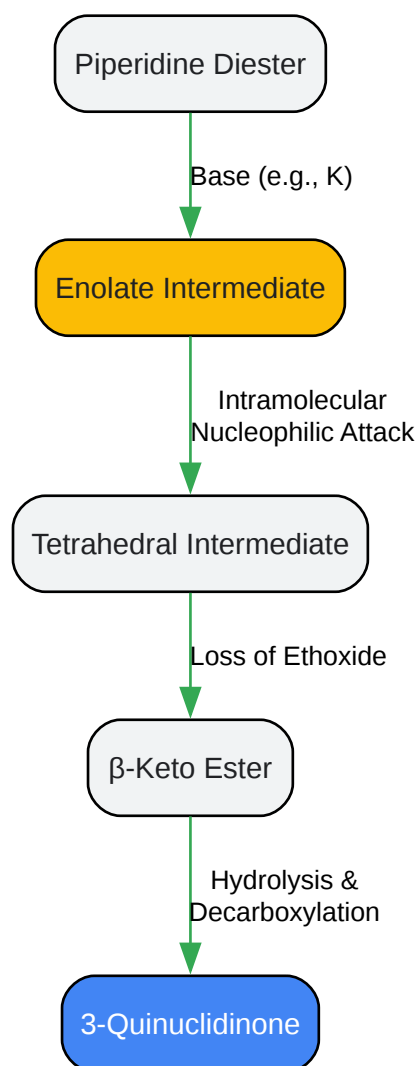 Piperidine Diester
Base (e.g., K)
Enolate Intermediate
Intramolecular
Nucleophilic Attack
Tetrahedral Intermediate
Loss of Ethoxide
β-Keto Ester
Hydrolysis &
Decarboxylation
3-Quinuclidinone